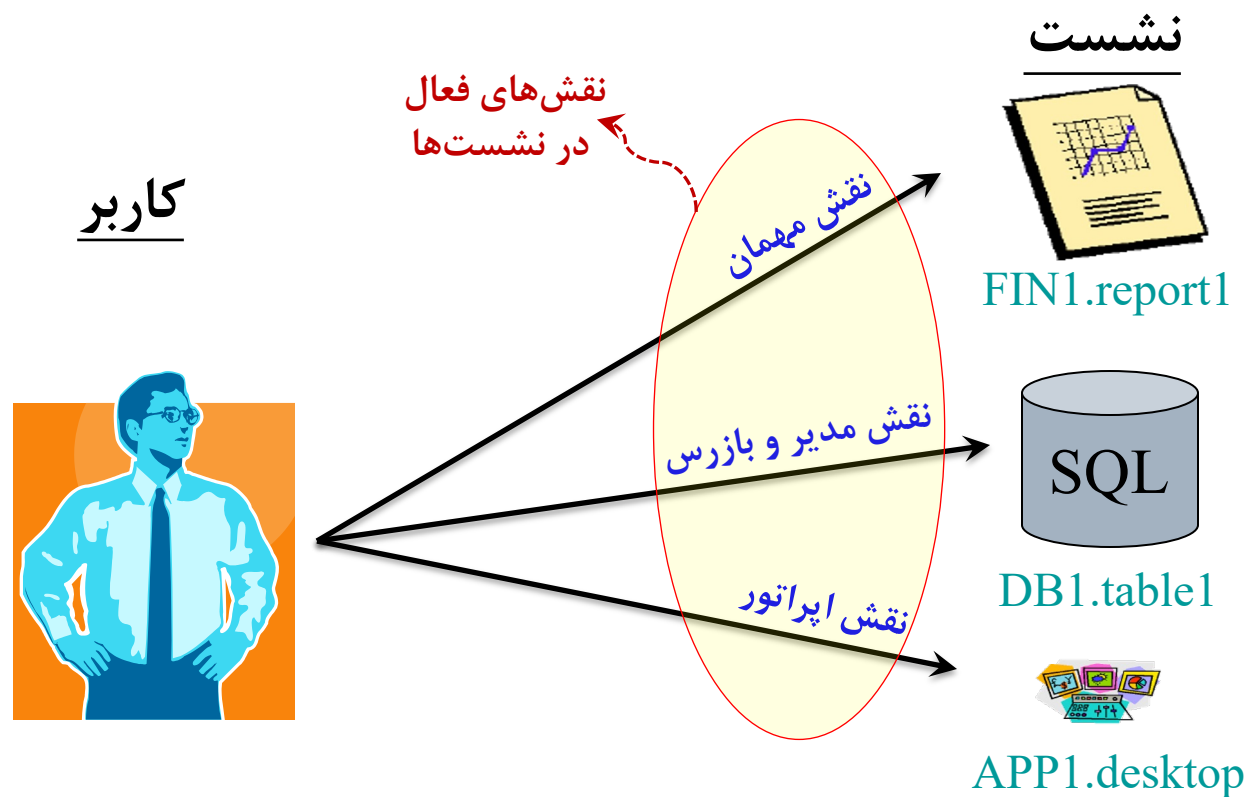 نشست
نقش‌های فعال
در نشست‌ها
کاربر
نقش مهمان
FIN1.report1
نقش مدیر و بازرس
SQL
DB1.table1
نقش اپراتور
APP1.desktop